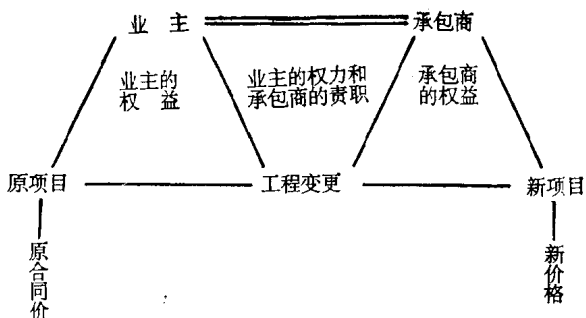 业 主
承包商
业主的
权 益
业主的权力和
承包商的责职
承包商
的权益
原项目
工程变更
新项目
原合同价
新价格